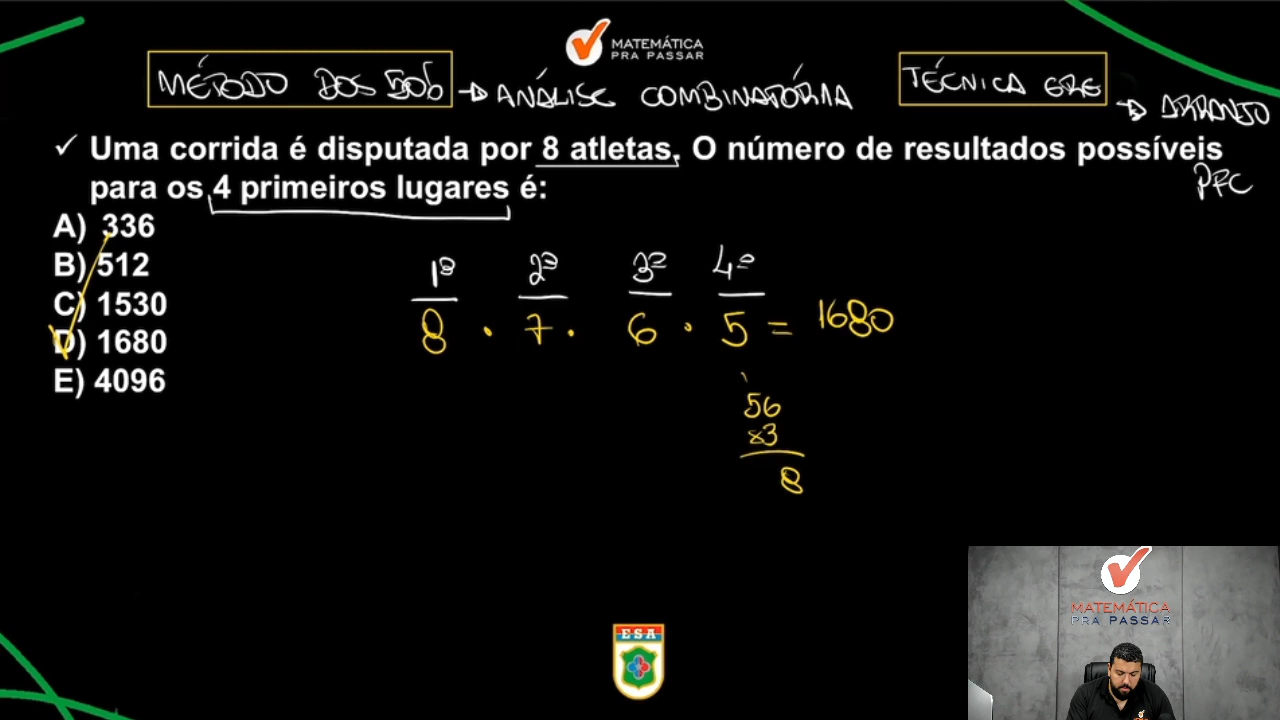 MATEMÁTICA
PRA PASSAR
MÉTODO DOS 50% → ANÁLISE COMBINATÓRIA
TÉCNICA → ARRANJO
✓ Uma corrida é disputada por 8 atletas. O número de resultados possíveis
para os 4 primeiros lugares é:
PFC
A) 336
B) 512
C) 1530
D) 1680
E) 4096
1º 2º 3º 4º
8 · 7 · 6 · 5 = 1680
56
x3
8
ESA
MATEMÁTICA
PRA PASSAR